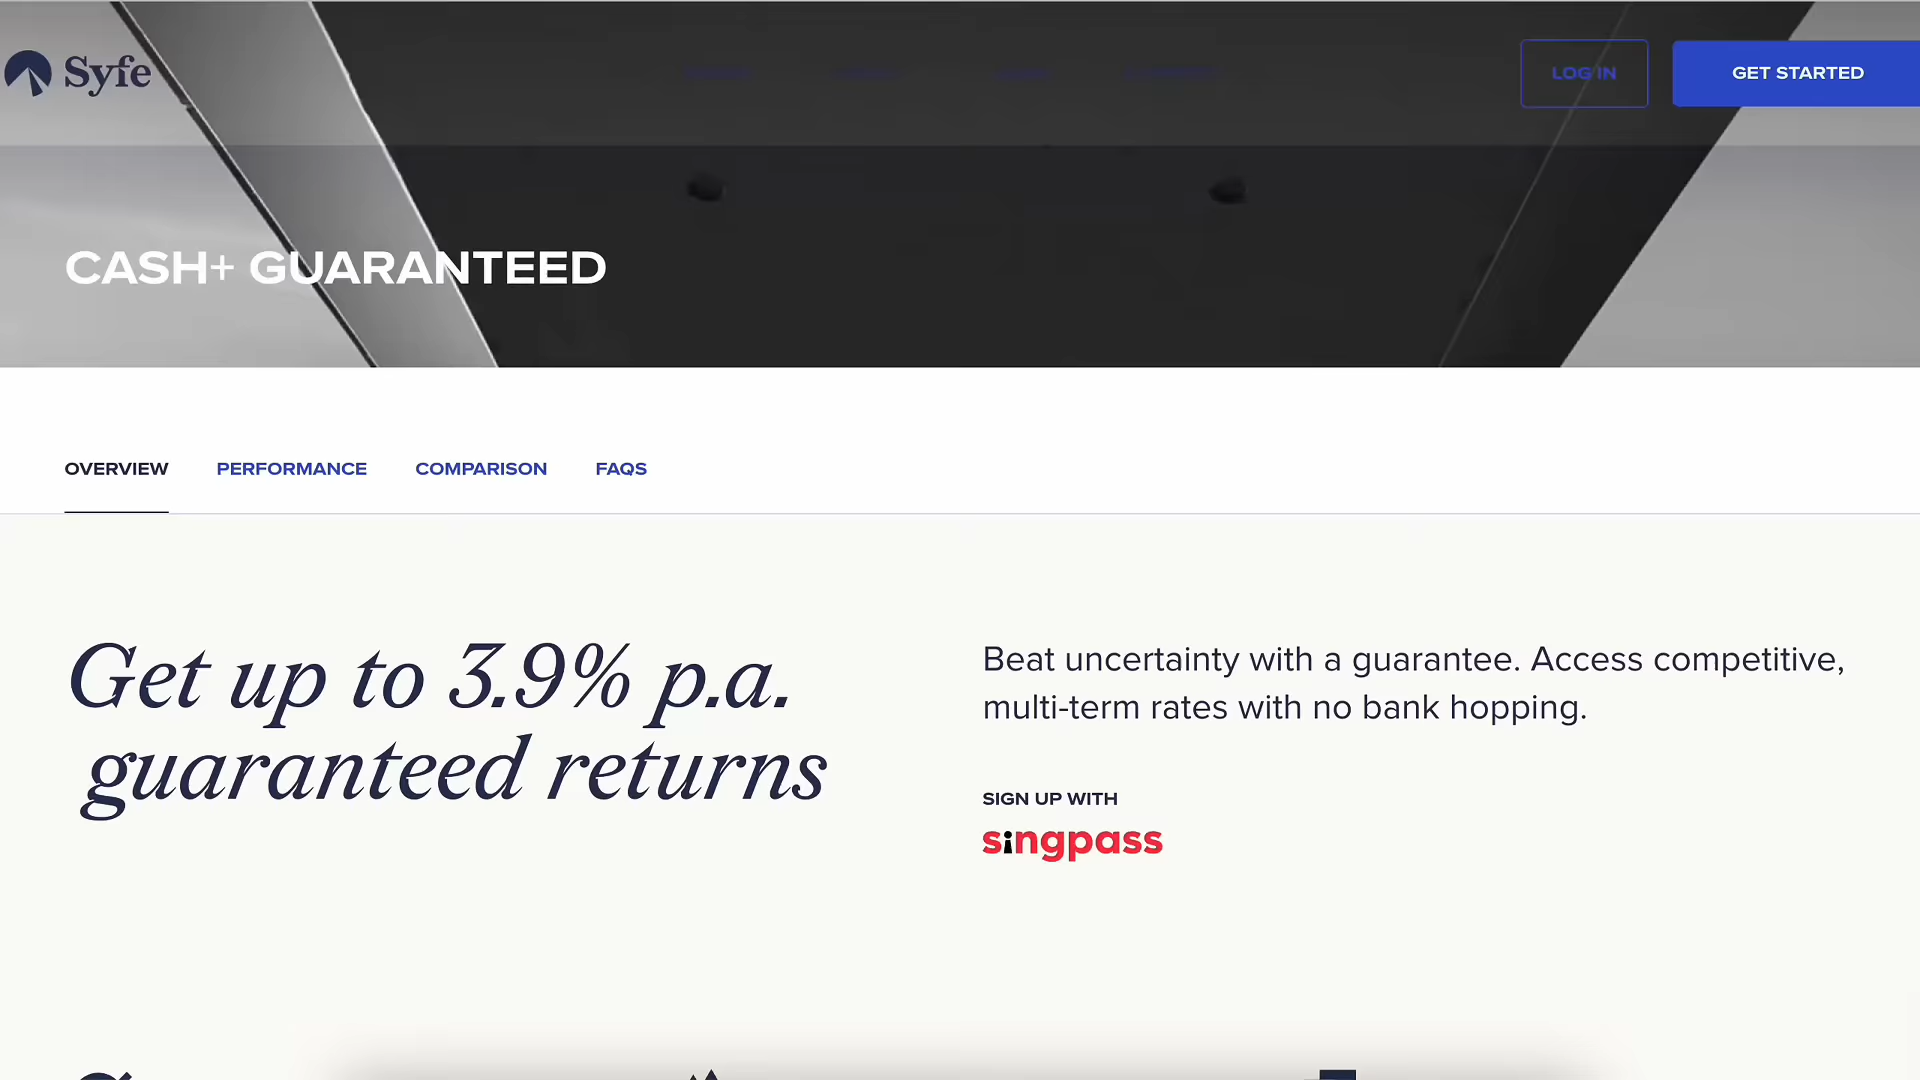 Syfe
LOG IN
GET STARTED
CASH+ GUARANTEED
OVERVIEW
PERFORMANCE
COMPARISON
FAQS
Get up to 3.9% p.a.
guaranteed returns
Beat uncertainty with a guarantee. Access competitive,
multi-term rates with no bank hopping.
SIGN UP WITH
singpass